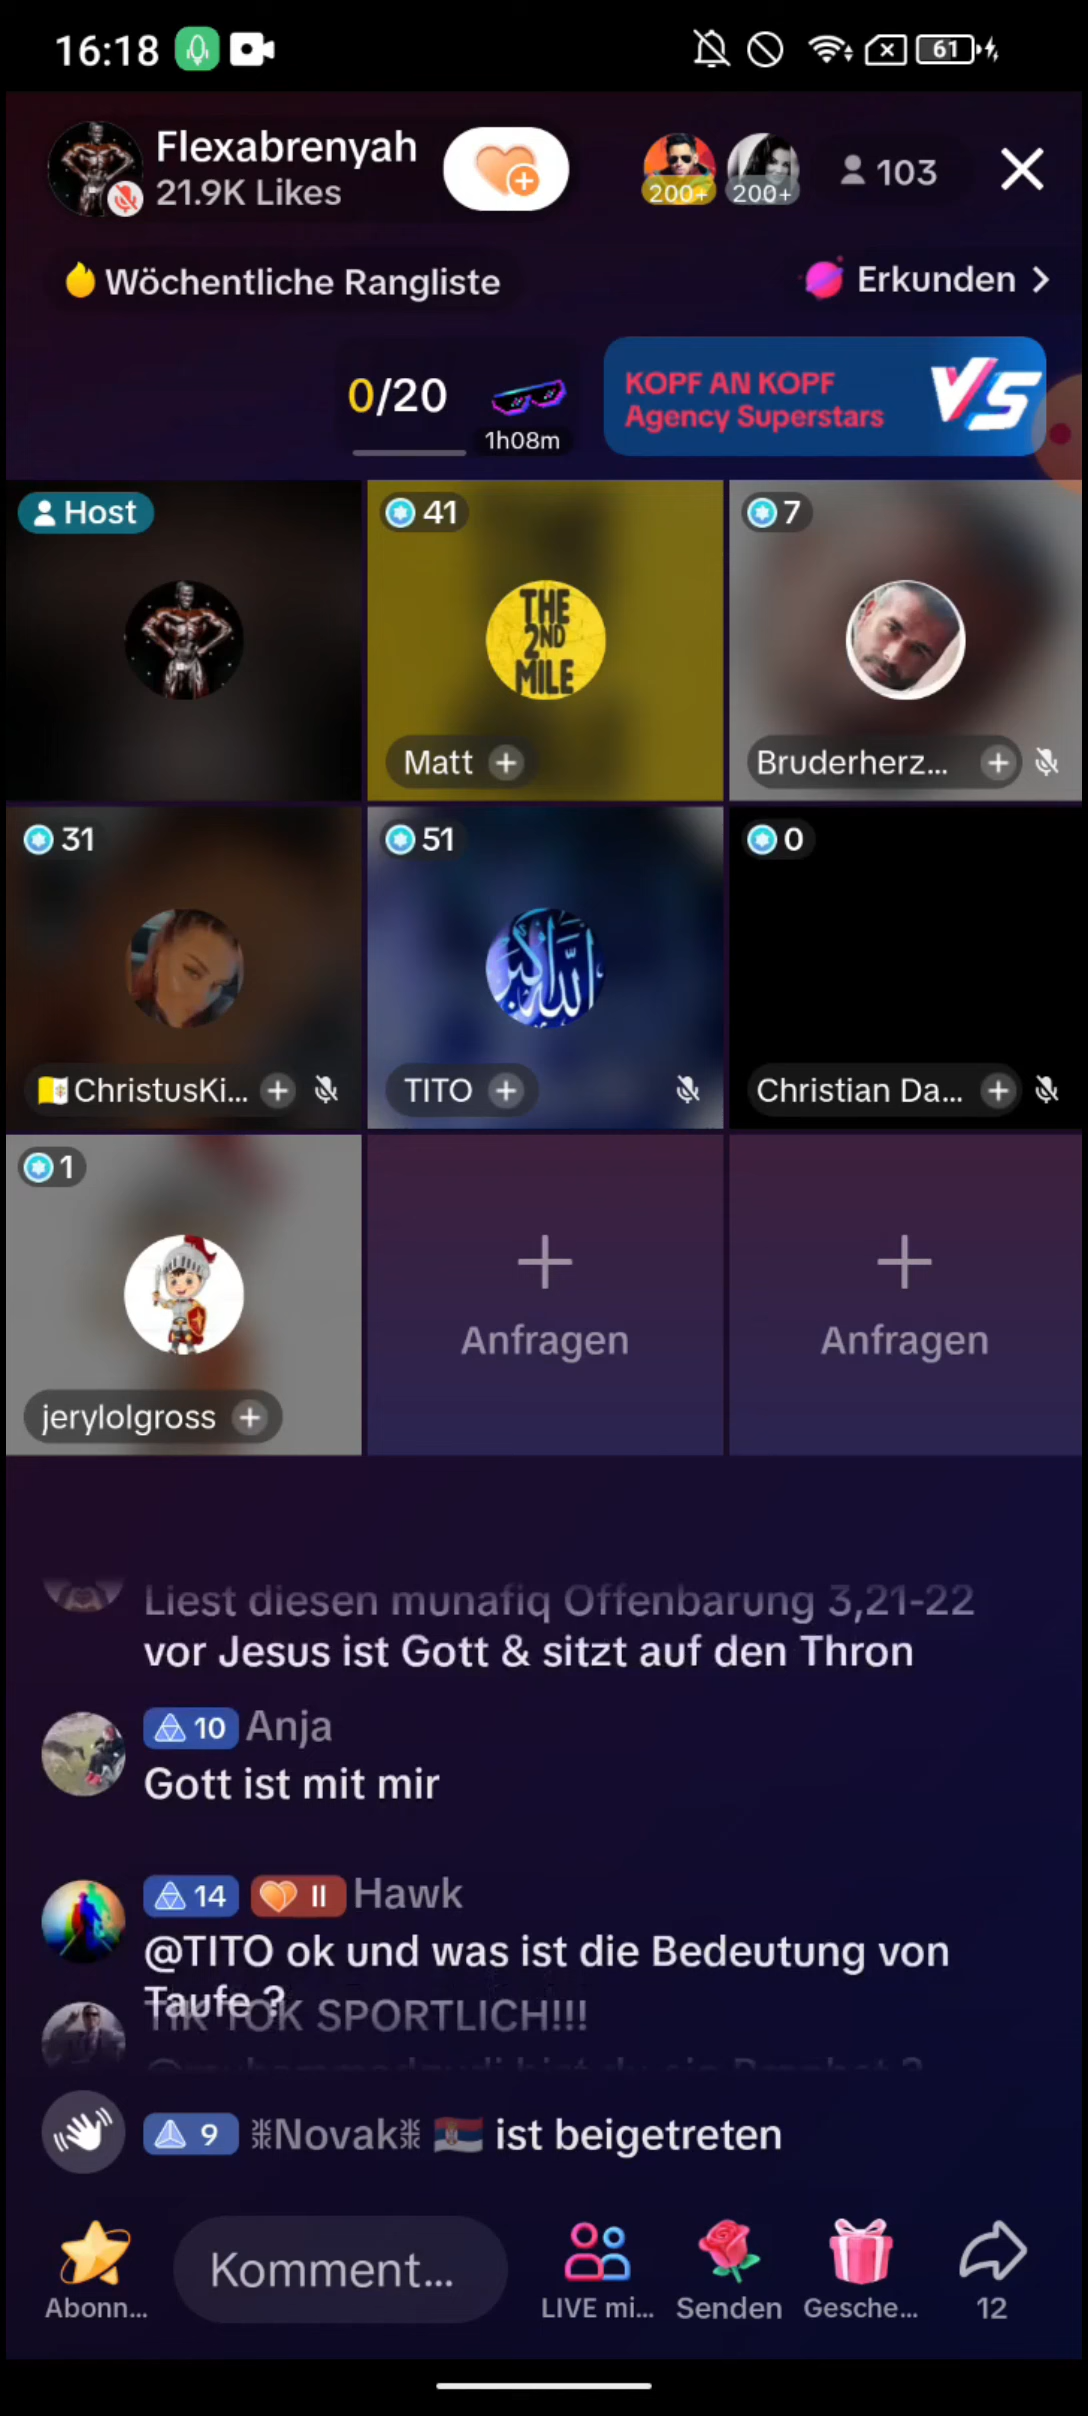 16:18
61
Flexabrenyah
21.9K Likes
200+
200+
103
Wöchentliche Rangliste
Erkunden
0/20
1h08m
KOPF AN KOPF
Agency Superstars
VS
Host
41
7
THE
2ND
MILE
Matt
Bruderherz...
31
51
0
الله أكبر
ChristusKi...
TITO
Christian Da...
1
jerylolgross
Anfragen
Anfragen
Liest diesen munafiq Offenbarung 3,21-22
vor Jesus ist Gott & sitzt auf den Thron
10 Anja
Gott ist mit mir
14 II Hawk
@TITO ok und was ist die Bedeutung von
Taufe ?
TIK TOK SPORTLICH!!!
9 Novak ist beigetreten
Komment...
Abonn...
LIVE mi...
Senden
Gesche...
12